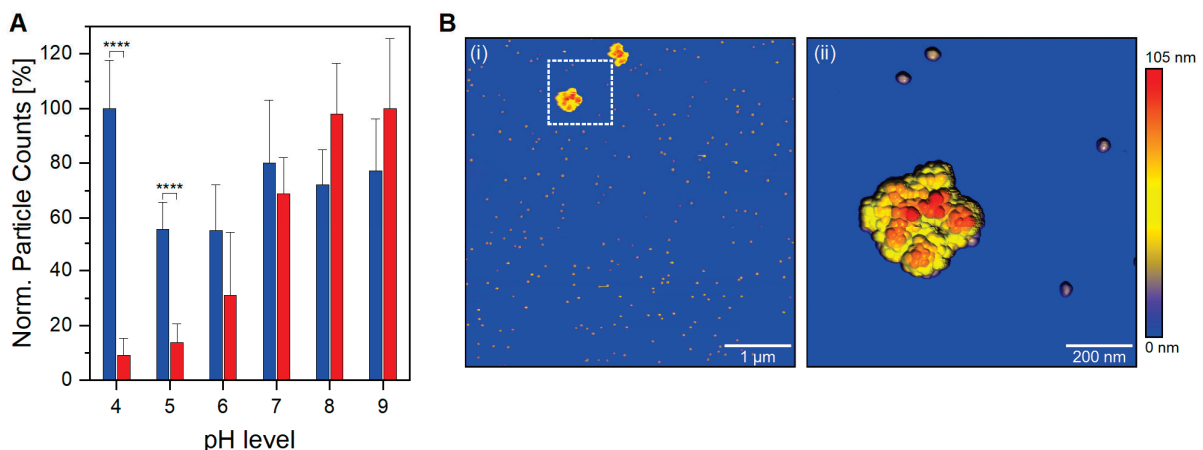 A
Norm. Particle Counts [%]
120
100
80
60
40
20
0
****
****
4 5 6 7 8 9
pH level
B
(i)
1 µm
(ii)
200 nm
105 nm
0 nm